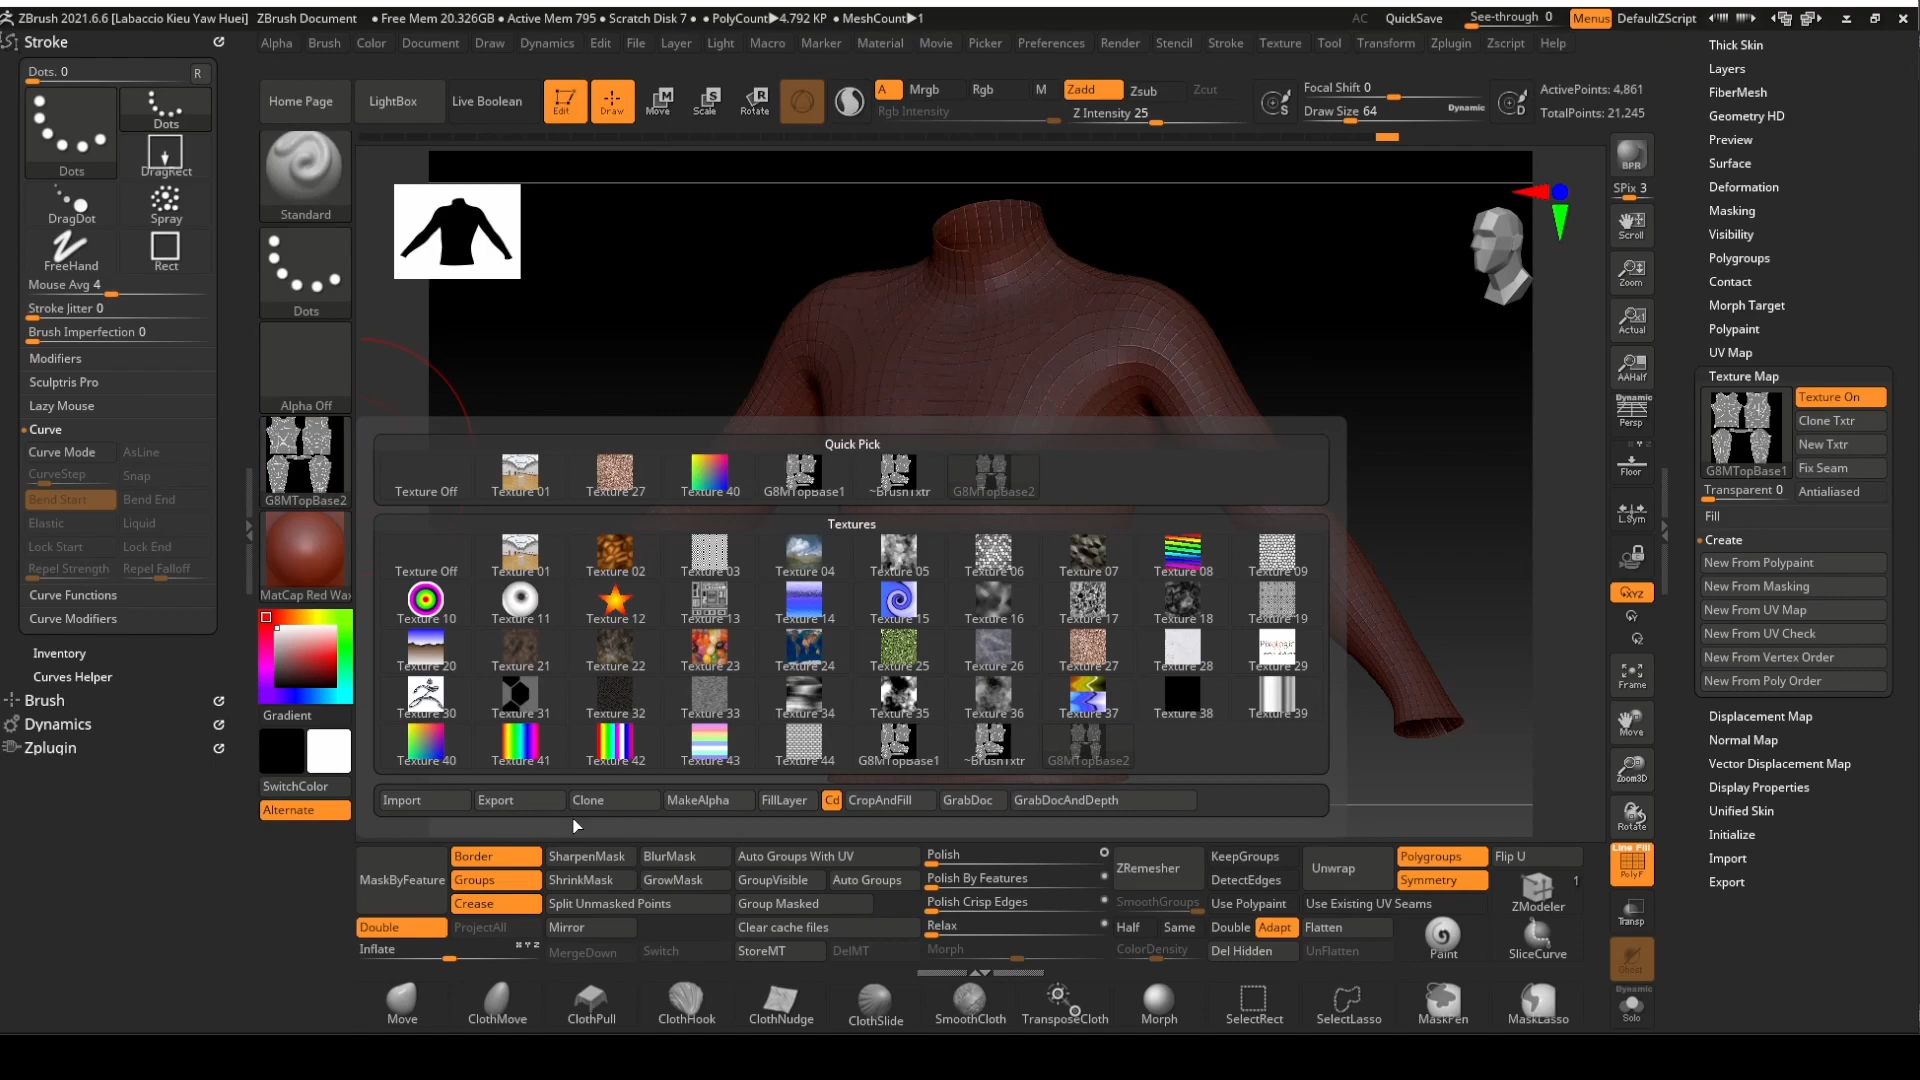 ZBrush 2021.6.6 [Labaccio Kieu Yaw Huei] ZBrush Document • Free Mem 20.326GB • Active Mem 795 • Scratch Disk 7 • • PolyCount▶4.792 KP • MeshCount▶1 AC QuickSave See-through 0 Menus DefaultZScript
Stroke
Alpha Brush Color Document Draw Dynamics Edit File Layer Light Macro Marker Material Movie Picker Preferences Render Stencil Stroke Texture Tool Transform Zplugin Zscript Help
Dots. 0 R
Dots
Dots DragRect
DragDot Spray
FreeHand Rect
Mouse Avg 4
Stroke Jitter 0
Brush Imperfection 0
Modifiers
Sculptris Pro
Lazy Mouse
Curve
Curve Mode AsLine
CurveStep Snap
Bend Start Bend End
Elastic Liquid
Lock Start Lock End
Repel Strength Repel Falloff
Curve Functions
Curve Modifiers
Inventory
Curves Helper
Brush
Dynamics
Zplugin
Home Page LightBox Live Boolean Edit Draw Move Scale Rotate
A Mrgb Rgb M Zadd Zsub Zcut
Rgb Intensity Z Intensity 25
Focal Shift 0
Draw Size 64 Dynamic
ActivePoints: 4,861
TotalPoints: 21,245
Standard
Dots
Alpha Off
G8MTopBase2
MatCap Red Wax
Gradient
SwitchColor
Alternate
Quick Pick
Texture Off Texture 01 Texture 27 Texture 40 G8MTopBase1 ~BrushTxtr G8MTopBase2
Textures
Texture Off Texture 01 Texture 02 Texture 03 Texture 04 Texture 05 Texture 06 Texture 07 Texture 08 Texture 09
Texture 10 Texture 11 Texture 12 Texture 13 Texture 14 Texture 15 Texture 16 Texture 17 Texture 18 Texture 19
Texture 20 Texture 21 Texture 22 Texture 23 Texture 24 Texture 25 Texture 26 Texture 27 Texture 28 Texture 29
Texture 30 Texture 31 Texture 32 Texture 33 Texture 34 Texture 35 Texture 36 Texture 37 Texture 38 Texture 39
Texture 40 Texture 41 Texture 42 Texture 43 Texture 44 G8MTopBase1 ~BrushTxtr G8MTopBase2
Import Export Clone MakeAlpha FillLayer Cd CropAndFill GrabDoc GrabDocAndDepth
MaskByFeature
Border
Groups
Crease
SharpenMask BlurMask
ShrinkMask GrowMask
Split Unmasked Points
Auto Groups With UV
GroupVisible Auto Groups
Group Masked
Double ProjectAll Mirror Clear cache files
Inflate MergeDown Switch StoreMT DelMT
Polish
Polish By Features
Polish Crisp Edges
Relax
Morph
ZRemesher
SmoothGroups
Half Same
ColorDensity
KeepGroups
DetectEdges
Use Polypaint
Double Adapt
Del Hidden
Unwrap Polygroups Flip U
Symmetry
Use Existing UV Seams
Flatten
UnFlatten
1
ZModeler
Paint SliceCurve
Move ClothMove ClothPull ClothHook ClothNudge ClothSlide SmoothCloth TransposeCloth Morph SelectRect SelectLasso MaskPen MaskLasso
BPR
SPix 3
Scroll
Zoom
Actual
AAHalf
Dynamic
Persp
Floor
L.Sym
XYZ
Frame
Move
Zoom3D
Rotate
Line Fill
PolyF
Transp
Ghost
Dynamic
Solo
Thick Skin
Layers
FiberMesh
Geometry HD
Preview
Surface
Deformation
Masking
Visibility
Polygroups
Contact
Morph Target
Polypaint
UV Map
Texture Map
Texture On
Clone Txtr
New Txtr
G8MTopBase1 Fix Seam
Transparent 0 Antialiased
Fill
Create
New From Polypaint
New From Masking
New From UV Map
New From UV Check
New From Vertex Order
New From Poly Order
Displacement Map
Normal Map
Vector Displacement Map
Display Properties
Unified Skin
Initialize
Import
Export